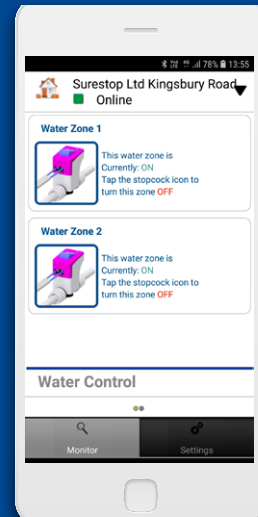 78% 13:55
Surestop Ltd Kingsbury Road
Online
Water Zone 1
This water zone is
Currently: ON
Tap the stopcock icon to
turn this zone OFF
Water Zone 2
This water zone is
Currently: ON
Tap the stopcock icon to
turn this zone OFF
Water Control
Monitor
Settings